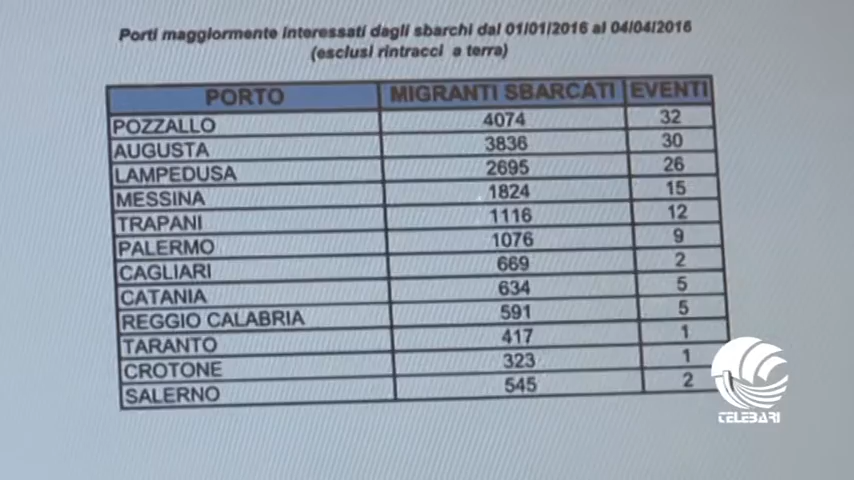 Porti maggiormente interessati dagli sbarchi dal 01/01/2016 al 04/04/2016
(esclusi rintracci a terra)
PORTO MIGRANTI SBARCATI EVENTI
POZZALLO 4074 32
AUGUSTA 3836 30
LAMPEDUSA 2695 26
MESSINA 1824 15
TRAPANI 1116 12
PALERMO 1076 9
CAGLIARI 669 2
CATANIA 634 5
REGGIO CALABRIA 591 5
TARANTO 417 1
CROTONE 323 1
SALERNO 545 2
TELEBARI